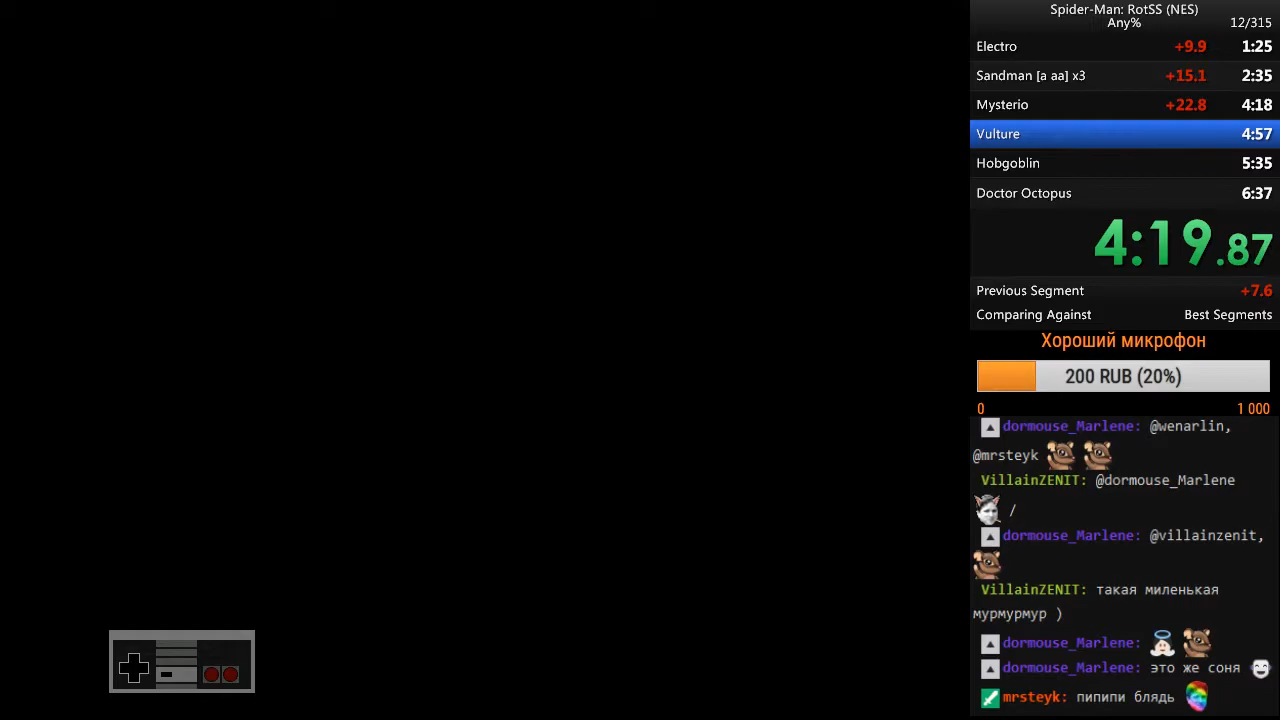 Spider-Man: RotSS (NES)
Any% 12/315
Electro +9.9 1:25
Sandman [a aa] x3 +15.1 2:35
Mysterio +22.8 4:18
Vulture 4:57
Hobgoblin 5:35
Doctor Octopus 6:37
4:19.87
Previous Segment +7.6
Comparing Against Best Segments
Хороший микрофон
200 RUB (20%)
0 1 000
dormouse_Marlene: @wenarlin,
@mrsteyk
VillainZENIT: @dormouse_Marlene
/
dormouse_Marlene: @villainzenit,
VillainZENIT: такая миленькая
мурмурмур )
dormouse_Marlene:
dormouse_Marlene: это же соня
mrsteyk: пипипи блядь